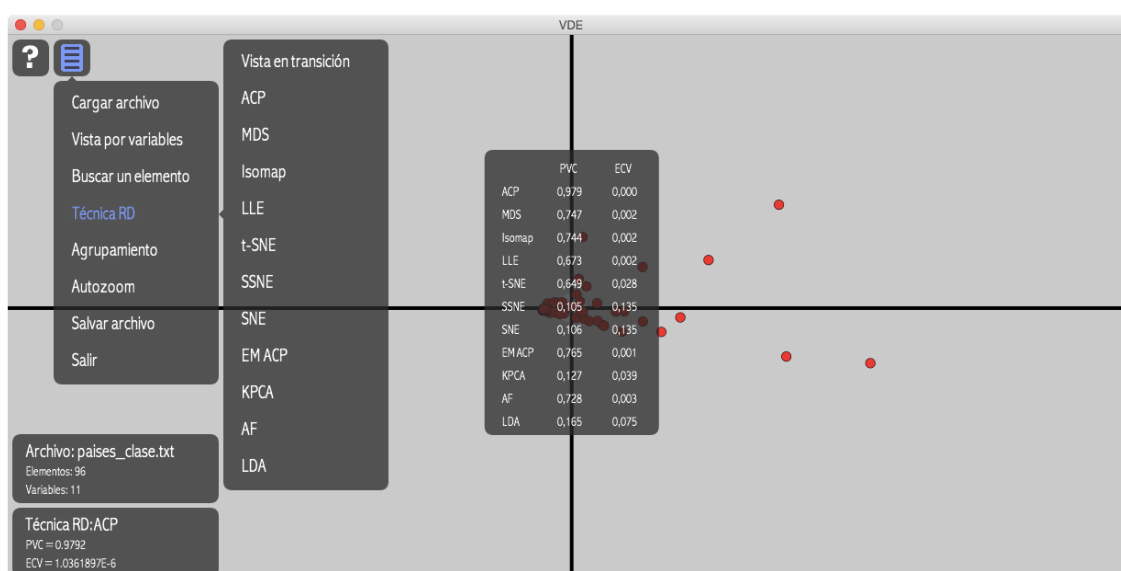 VDE
?
Cargar archivo
Vista por variables
Buscar un elemento
Técnica RD
Agrupamiento
Autozoom
Salvar archivo
Salir
Vista en transición
ACP
MDS
Isomap
LLE
t-SNE
SSNE
SNE
EM ACP
KPCA
AF
LDA
PVC ECV
ACP 0,979 0,000
MDS 0,747 0,002
Isomap 0,744 0,002
LLE 0,673 0,002
t-SNE 0,649 0,028
SSNE 0,105 0,135
SNE 0,106 0,135
EM ACP 0,765 0,001
KPCA 0,127 0,039
AF 0,728 0,003
LDA 0,165 0,075
Archivo: paises_clase.txt
Elementos: 96
Variables: 11
Técnica RD:ACP
PVC = 0.9792
ECV = 1.0361897E-6